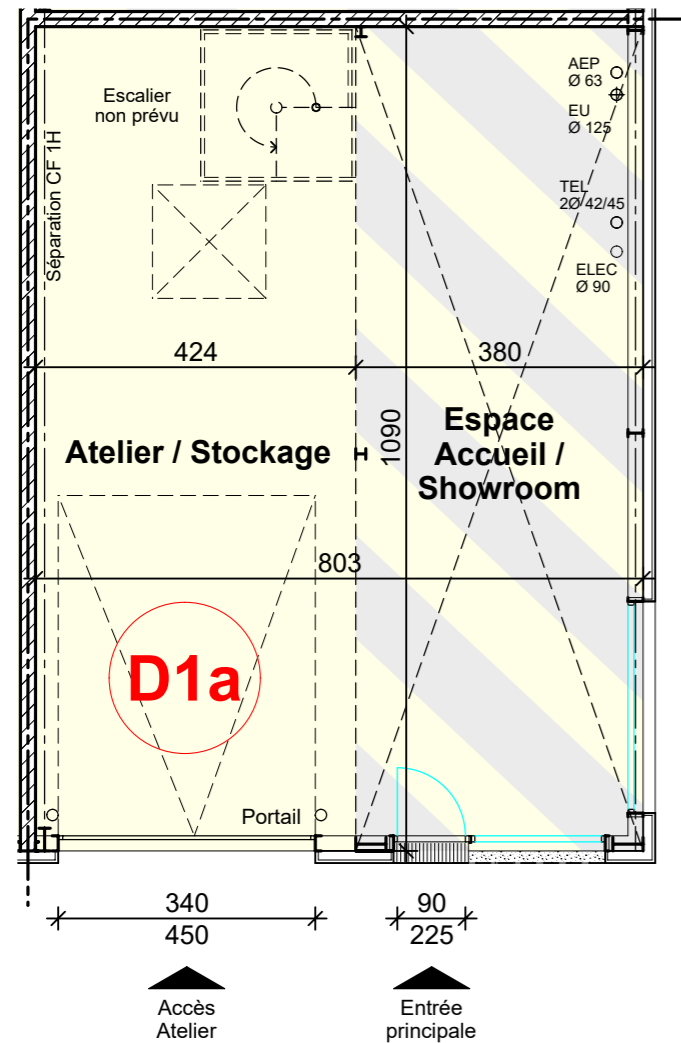 AEP
Ø 63
EU
Ø 125
Escalier
non prévu
Séparation CF 1H
TEL
2Ø 42/45
ELEC
Ø 90
424
380
1090
Atelier / Stockage
Espace
Accueil /
Showroom
803
D1a
Portail
340
450
90
225
Accès
Atelier
Entrée
principale